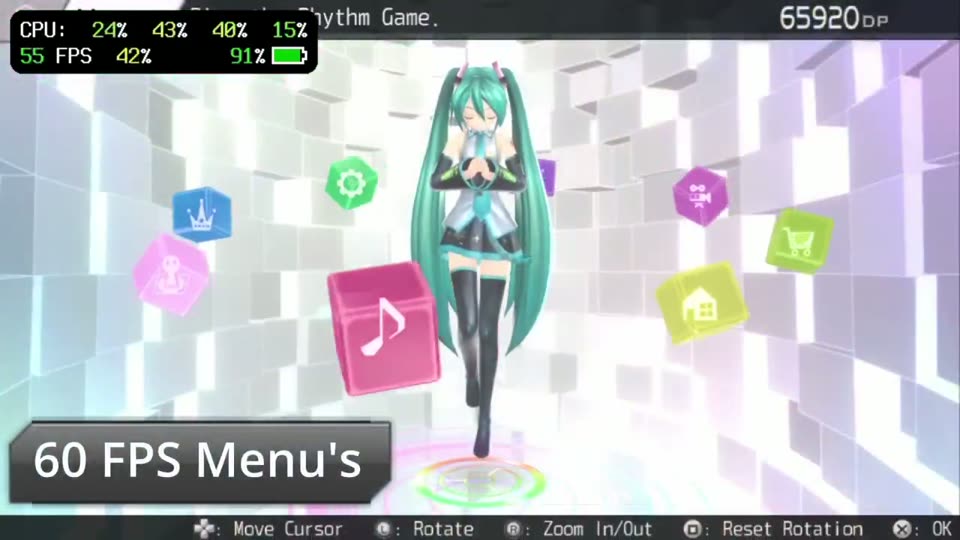 Rhythm Game.
65920DP
CPU: 24% 43% 40% 15%
55 FPS 42% 91%
60 FPS Menu's
: Move Cursor L: Rotate R: Zoom In/Out : Reset Rotation : OK